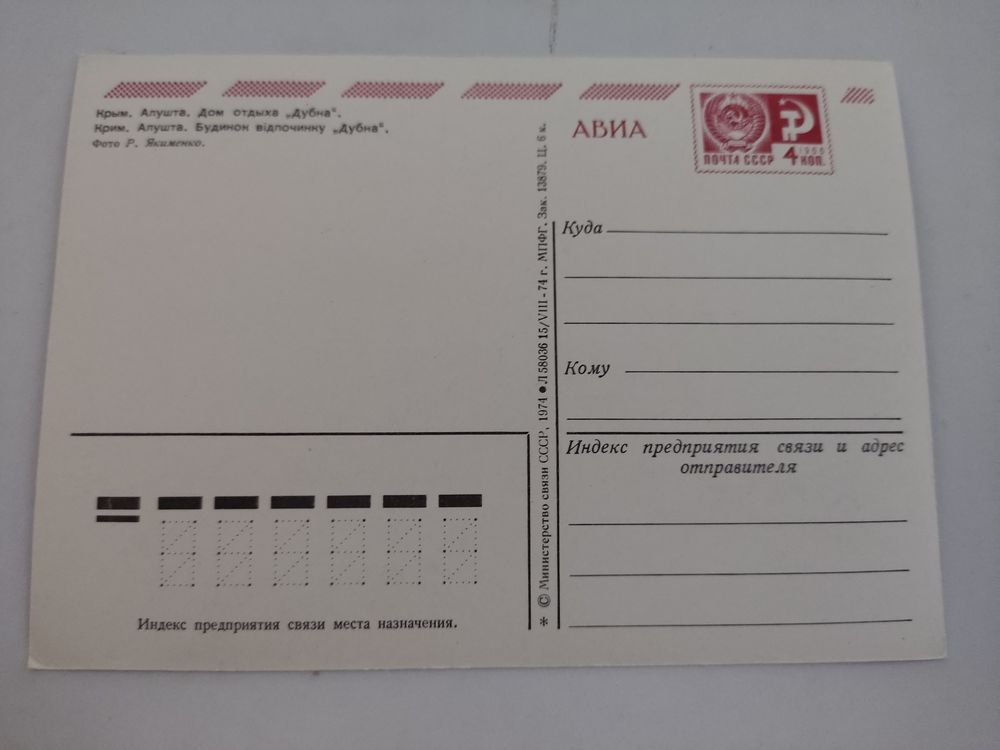 Крым. Алушта. Дом отдыха „Дубна".
Крим. Алушта. Будинок відпочинку „Дубна".
Фото Р. Якименко.
АВИА
ПОЧТА СССР
1966
4 КОП.
Куда
Кому
Индекс предприятия связи и адрес
отправителя
* © Министерство связи СССР, 1974 ● Л 58036 15/VIII - 74 г. МПФГ. Зак. 13879. Ц. 6 к.
Индекс предприятия связи места назначения.